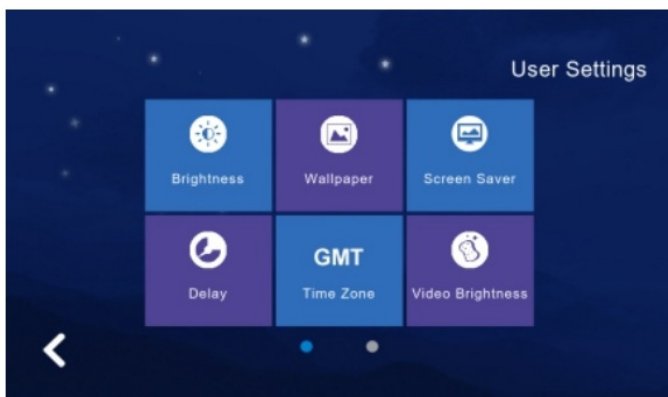 User Settings
Brightness
Wallpaper
Screen Saver
GMT
Delay
Time Zone
Video Brightness